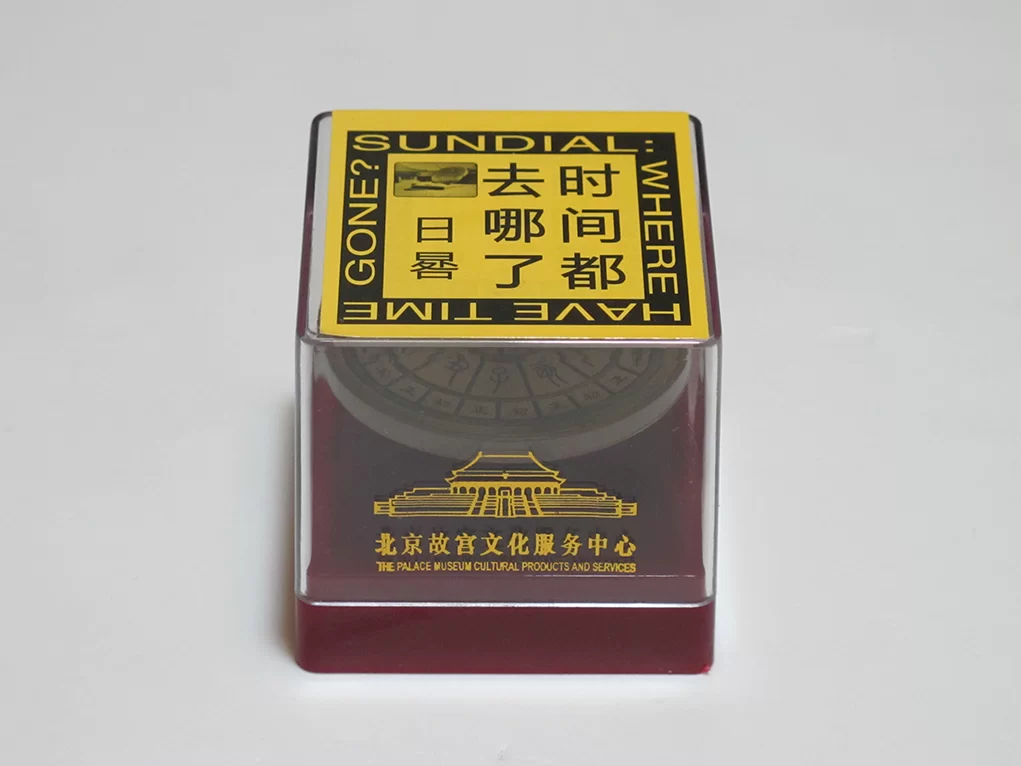 SUNDIAL:
WHERE
HAVE TIME
GONE?
时间都
去哪了
日晷
北京故宫文化服务中心
THE PALACE MUSEUM CULTURAL PRODUCTS AND SERVICES